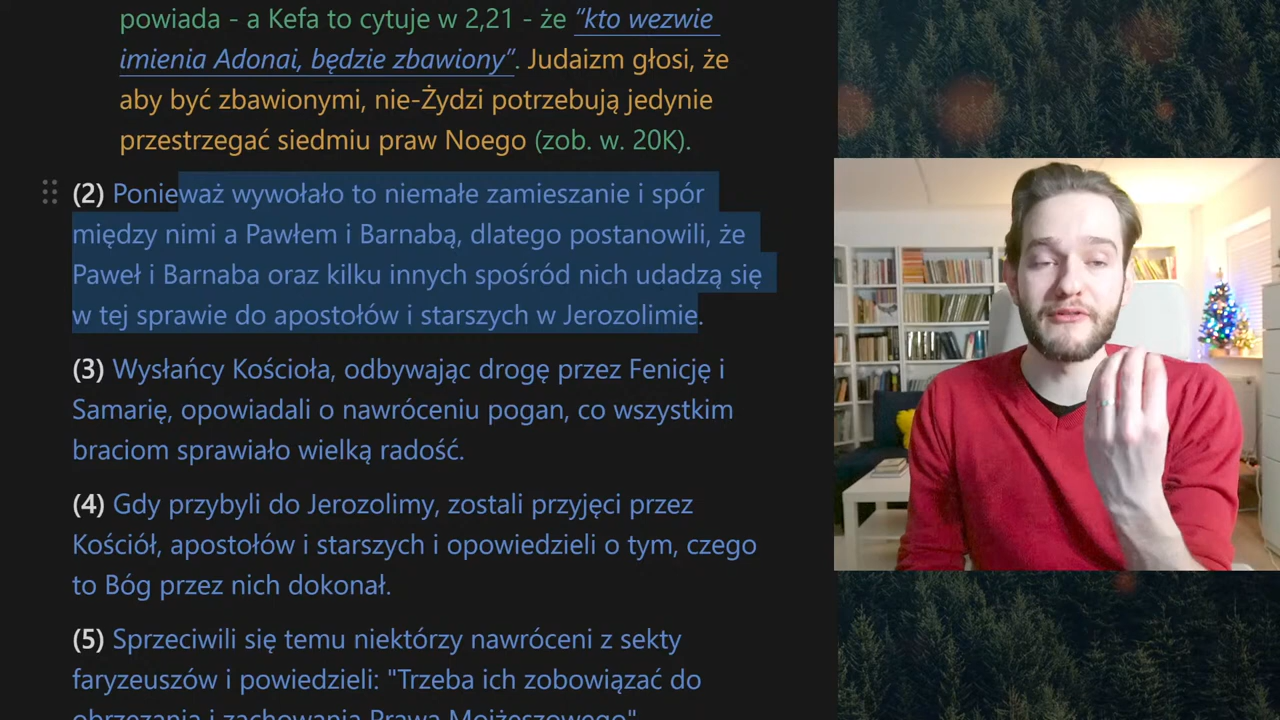 powiada - a Kefa to cytuje w 2,21 - że “kto wezwie
imienia Adonai, będzie zbawiony”. Judaizm głosi, że
aby być zbawionymi, nie-Żydzi potrzebują jedynie
przestrzegać siedmiu praw Noego (zob. w. 20K).
(2) Ponieważ wywołało to niemałe zamieszanie i spór
między nimi a Pawłem i Barnabą, dlatego postanowili, że
Paweł i Barnaba oraz kilku innych spośród nich udadzą się
w tej sprawie do apostołów i starszych w Jerozolimie.
(3) Wysłańcy Kościoła, odbywając drogę przez Fenicję i
Samarię, opowiadali o nawróceniu pogan, co wszystkim
braciom sprawiało wielką radość.
(4) Gdy przybyli do Jerozolimy, zostali przyjęci przez
Kościół, apostołów i starszych i opowiedzieli o tym, czego
to Bóg przez nich dokonał.
(5) Sprzeciwili się temu niektórzy nawróceni z sekty
faryzeuszów i powiedzieli: "Trzeba ich zobowiązać do
obrzezania i zachowania Prawa Mojżeszowego"